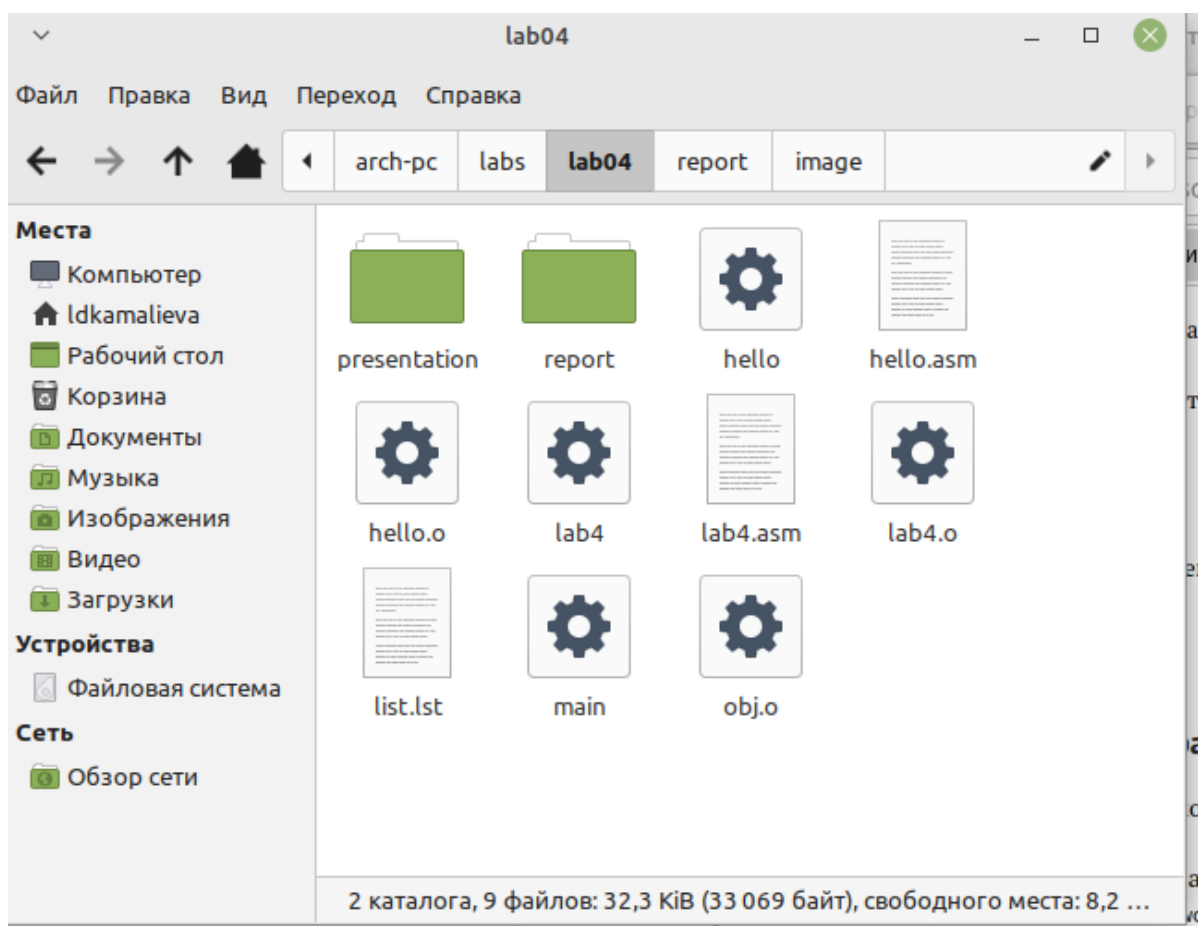 lab04
Файл Правка Вид Переход Справка
arch-pc labs lab04 report image
Места
Компьютер
ldkamalieva
Рабочий стол
Корзина
Документы
Музыка
Изображения
Видео
Загрузки
Устройства
Файловая система
Сеть
Обзор сети
presentation report hello hello.asm
hello.o lab4 lab4.asm lab4.o
list.lst main obj.o
2 каталога, 9 файлов: 32,3 KiB (33 069 байт), свободного места: 8,2 ...